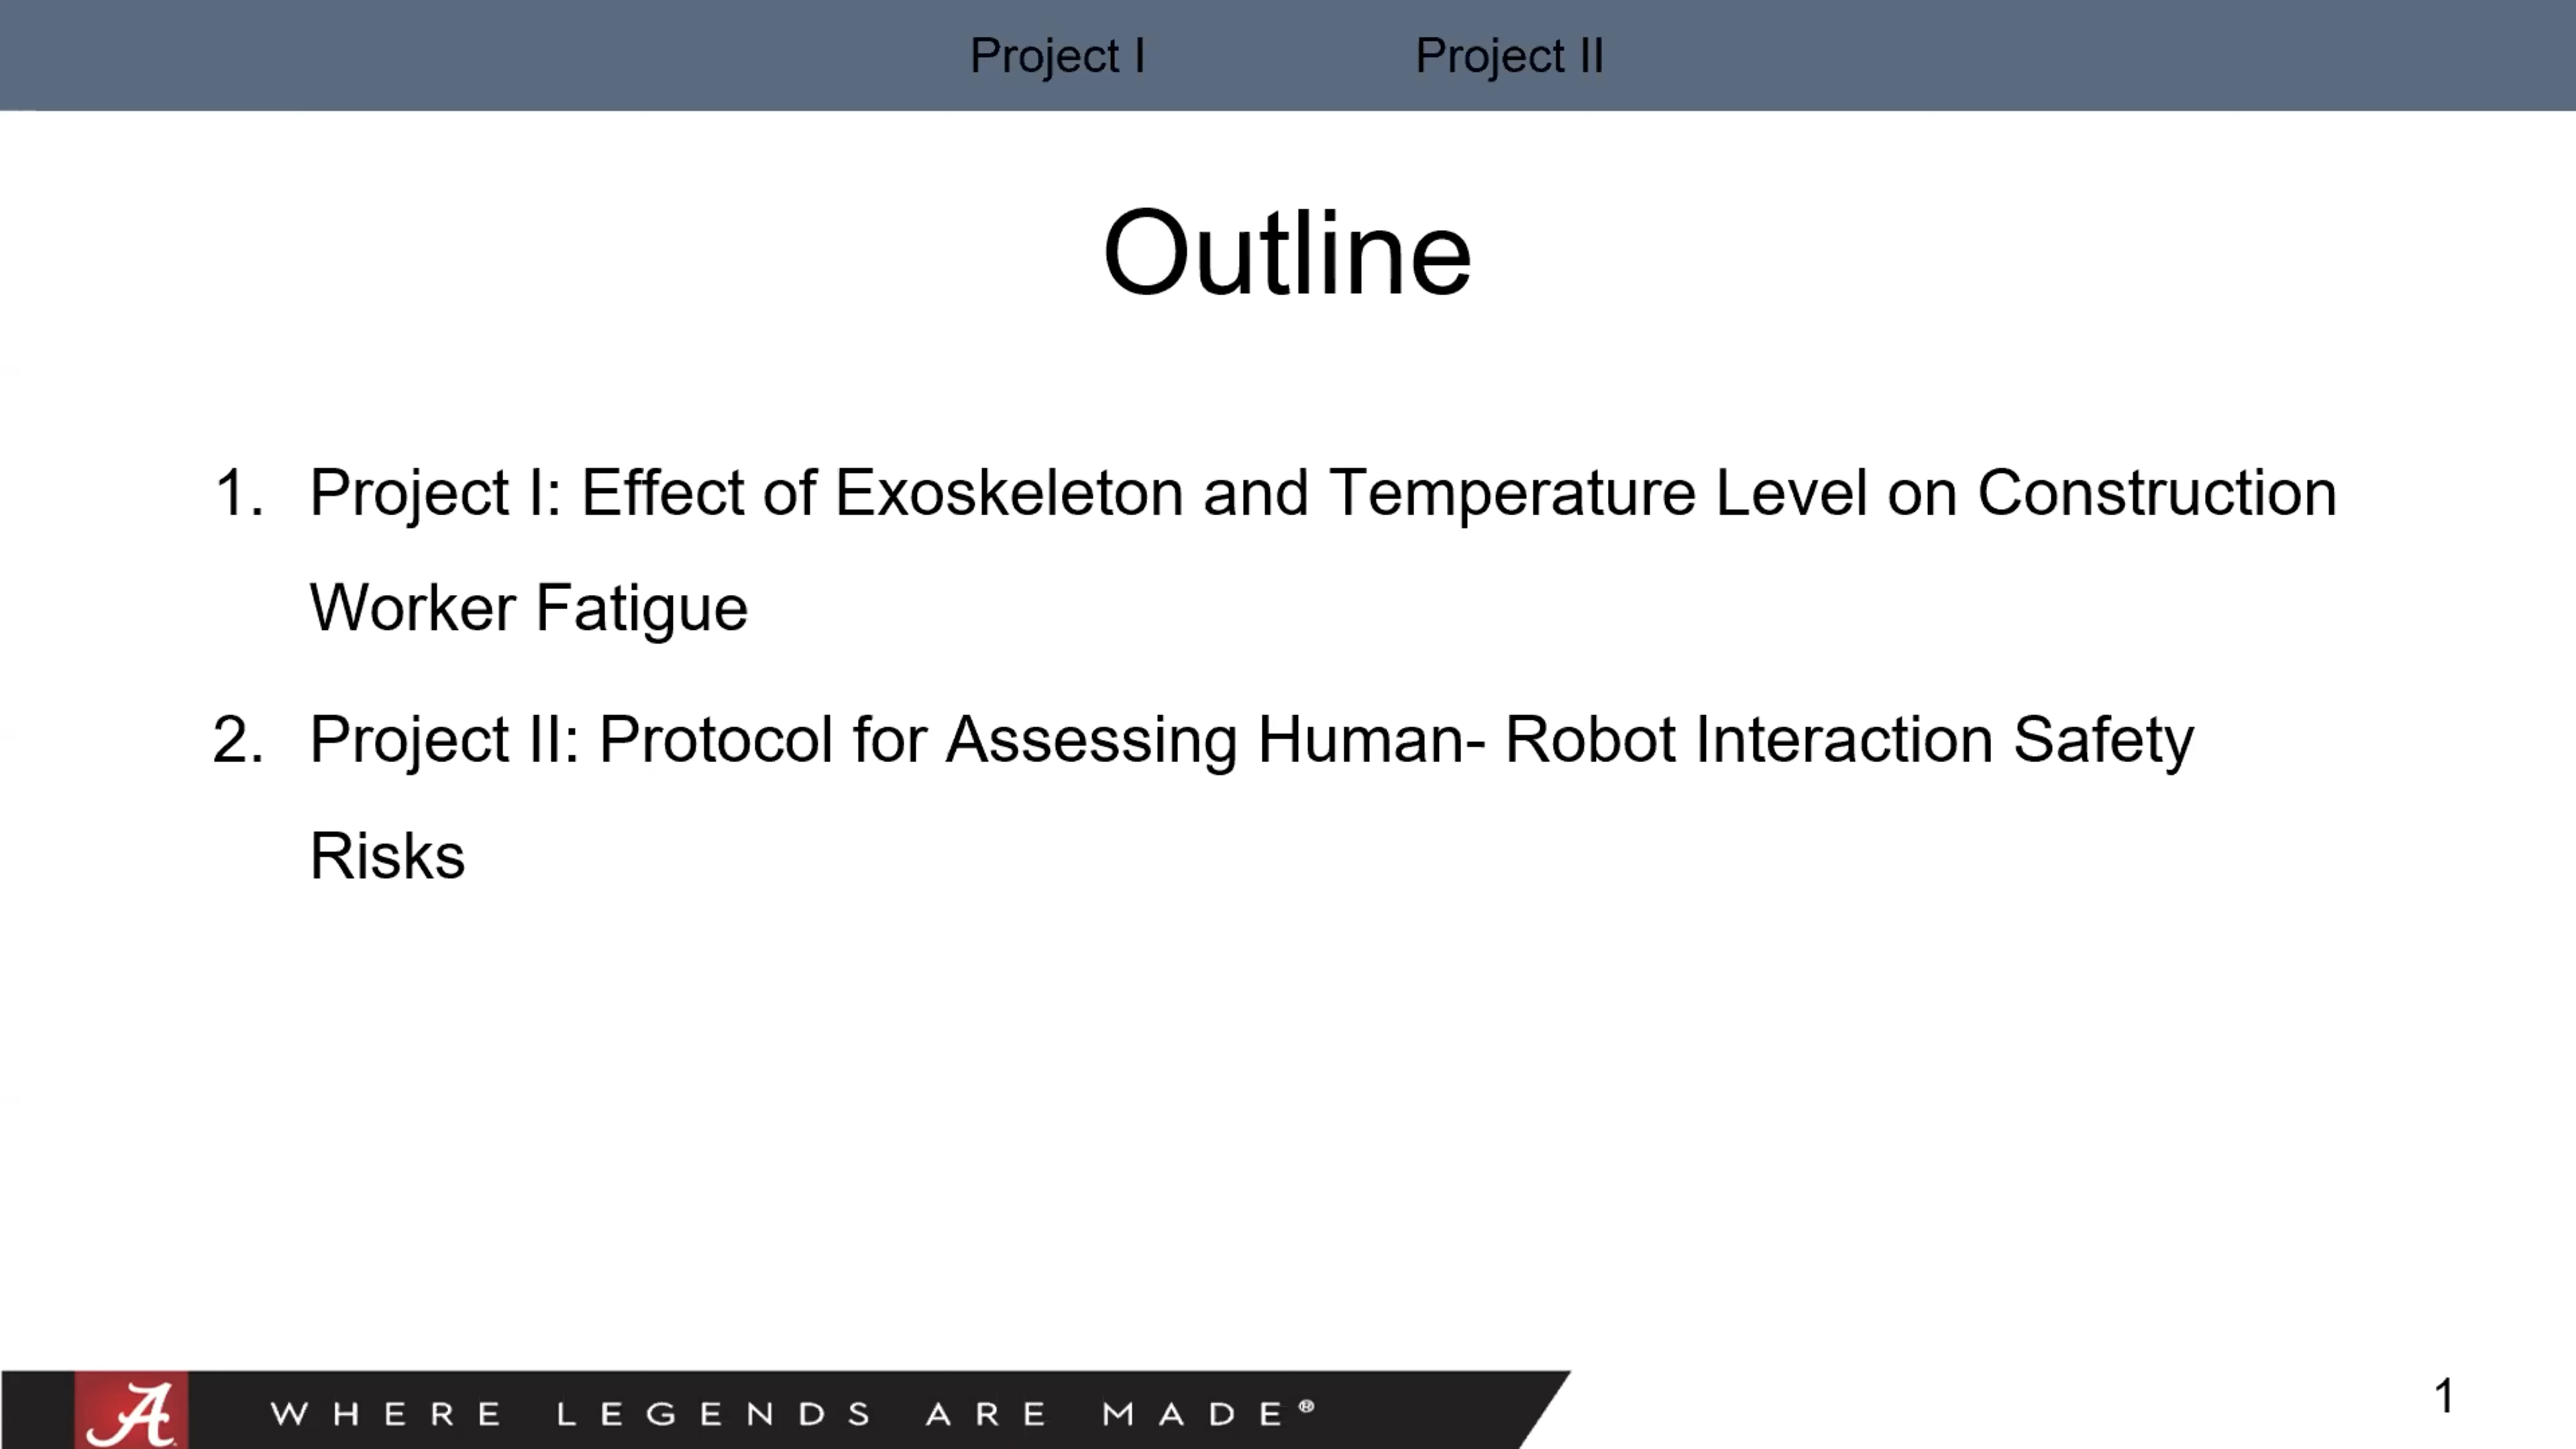 Project I Project II
Outline
1. Project I: Effect of Exoskeleton and Temperature Level on Construction
Worker Fatigue
2. Project II: Protocol for Assessing Human- Robot Interaction Safety
Risks
A WHERE LEGENDS ARE MADE®
1